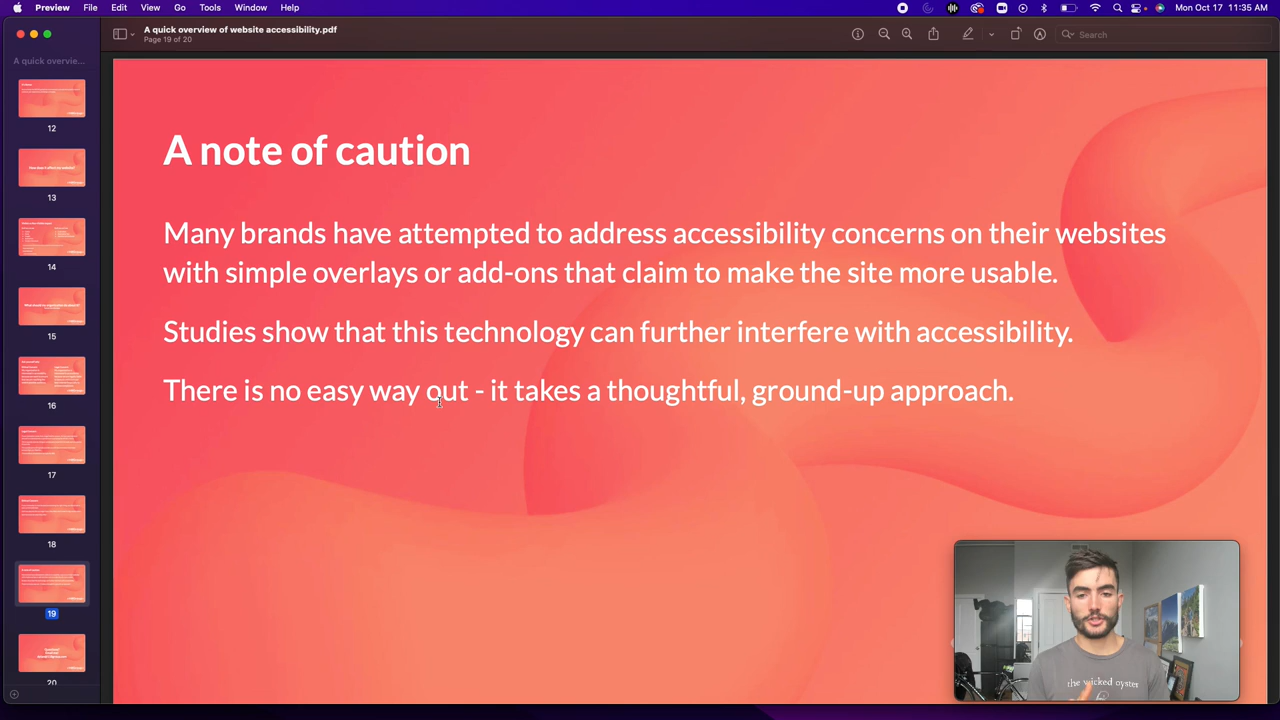 Preview File Edit View Go Tools Window Help Mon Oct 17 11:35 AM
A quick overview of website accessibility.pdf
Page 19 of 20
Search
A quick overvie...
12
13
14
15
16
17
18
19
20
A note of caution
Many brands have attempted to address accessibility concerns on their websites
with simple overlays or add-ons that claim to make the site more usable.
Studies show that this technology can further interfere with accessibility.
There is no easy way out - it takes a thoughtful, ground-up approach.
the wicked oyster